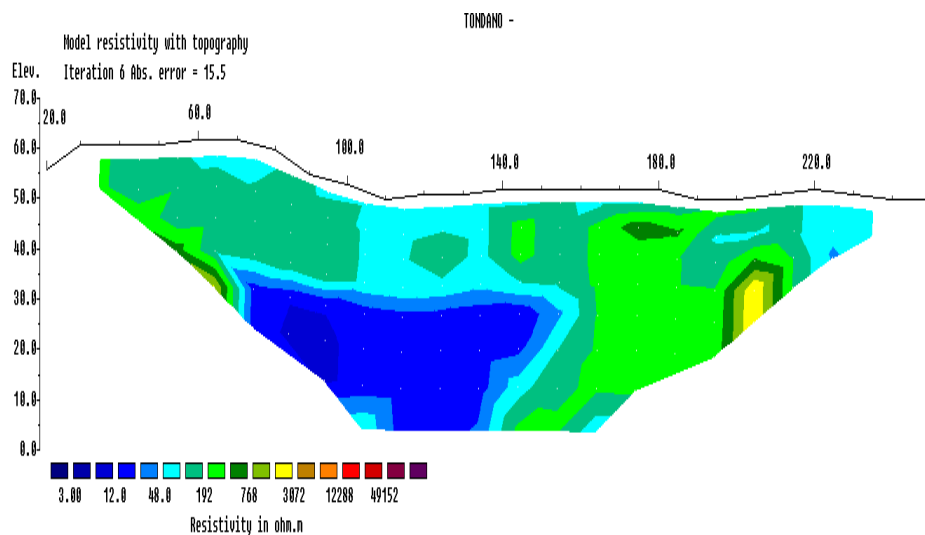 TONDANO -
Model resistivity with topography
Iteration 6 Abs. error = 15.5
Elev.
70.0
20.0
60.0
60.0
100.0
140.0
180.0
220.0
50.0
40.0
30.0
20.0
10.0
0.0
3.00 12.0 48.0 192 768 3072 12288 49152
Resistivity in ohm.m